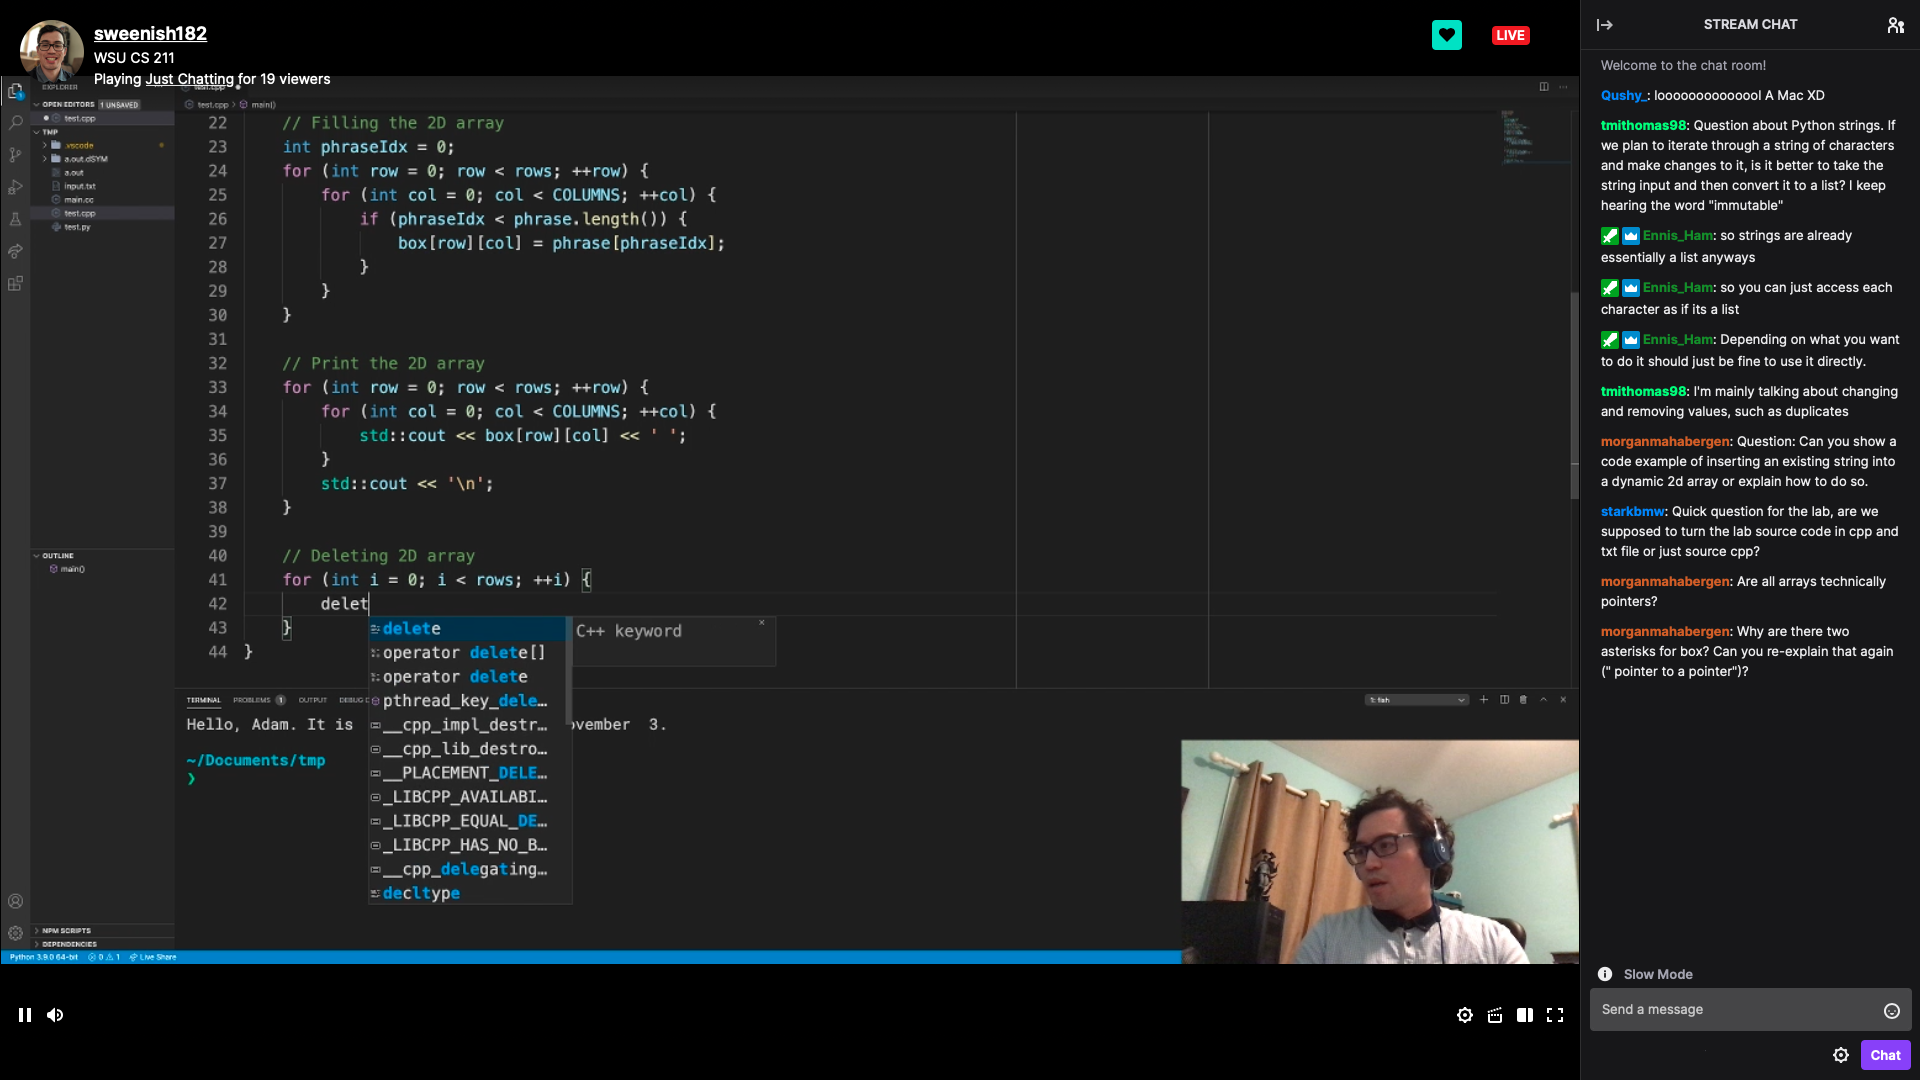 sweenish182
WSU CS 211
Playing Just Chatting for 19 viewers
LIVE
EXPLORER
OPEN EDITORS 1 UNSAVED
test.cpp
TMP
.vscode
a.out.dSYM
a.out
input.txt
main.cc
test.cpp
test.py
OUTLINE
main()
NPM SCRIPTS
DEPENDENCIES
test.cpp
test.cpp > main()
22 // Filling the 2D array
23 int phraseIdx = 0;
24 for (int row = 0; row < rows; ++row) {
25 for (int col = 0; col < COLUMNS; ++col) {
26 if (phraseIdx < phrase.length()) {
27 box[row][col] = phrase[phraseIdx];
28 }
29 }
30 }
31
32 // Print the 2D array
33 for (int row = 0; row < rows; ++row) {
34 for (int col = 0; col < COLUMNS; ++col) {
35 std::cout << box[row][col] << ' ';
36 }
37 std::cout << '\n';
38 }
39
40 // Deleting 2D array
41 for (int i = 0; i < rows; ++i) {
42 delet
43 }
44 }
delete
C++ keyword
operator delete[]
operator delete
pthread_key_dele…
__cpp_impl_destr…
__cpp_lib_destro…
__PLACEMENT_DELE…
_LIBCPP_AVAILABI…
_LIBCPP_EQUAL_DE…
_LIBCPP_HAS_NO_B…
__cpp_delegating…
decltype
TERMINAL PROBLEMS 1 OUTPUT DEBUG C
1: fish
Hello, Adam. It is ovember 3.
~/Documents/tmp
❯
Python 3.9.0 64-bit 0 1 Live Share
STREAM CHAT
Welcome to the chat room!
Qushy_: looooooooooooool A Mac XD
tmithomas98: Question about Python strings. If
we plan to iterate through a string of characters
and make changes to it, is it better to take the
string input and then convert it to a list? I keep
hearing the word "immutable"
Ennis_Ham: so strings are already
essentially a list anyways
Ennis_Ham: so you can just access each
character as if its a list
Ennis_Ham: Depending on what you want
to do it should just be fine to use it directly.
tmithomas98: I'm mainly talking about changing
and removing values, such as duplicates
morganmahabergen: Question: Can you show a
code example of inserting an existing string into
a dynamic 2d array or explain how to do so.
starkbmw: Quick question for the lab, are we
supposed to turn the lab source code in cpp and
txt file or just source cpp?
morganmahabergen: Are all arrays technically
pointers?
morganmahabergen: Why are there two
asterisks for box? Can you re-explain that again
(" pointer to a pointer")?
Slow Mode
Send a message
Chat